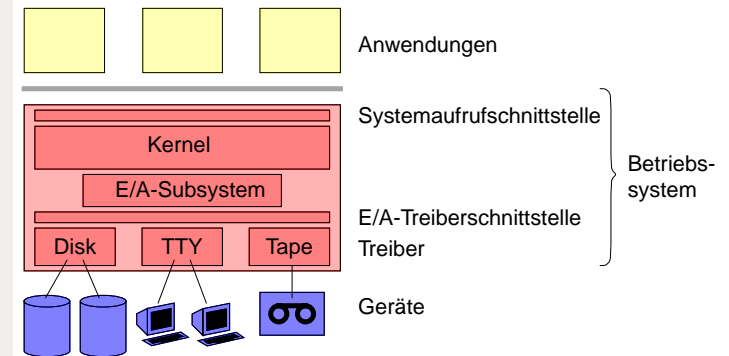 Anwendungen
Systemaufrufschnittstelle
Kernel
E/A-Subsystem
Betriebs-
system
E/A-Treiberschnittstelle
Disk TTY Tape Treiber
Geräte